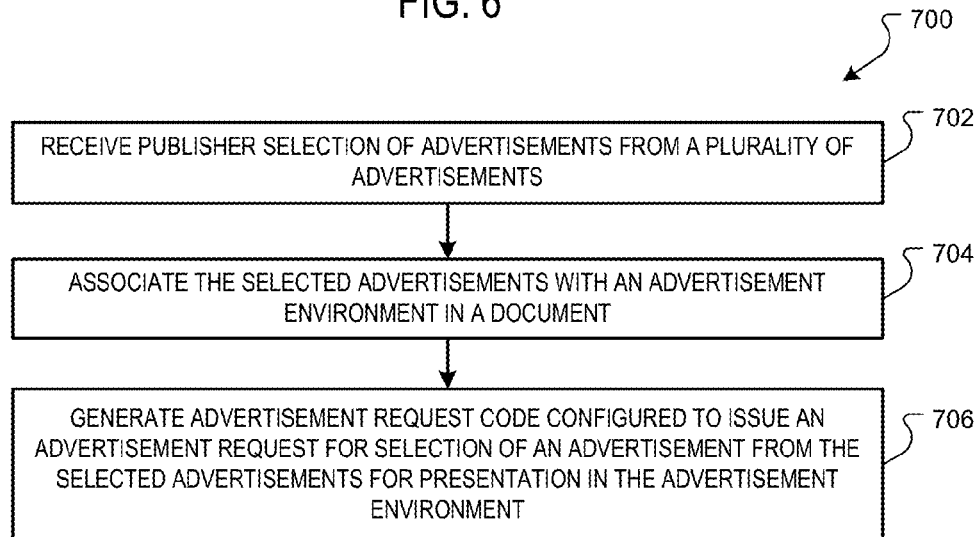 FIG. 6
700
RECEIVE PUBLISHER SELECTION OF ADVERTISEMENTS FROM A PLURALITY OF
ADVERTISEMENTS
702
ASSOCIATE THE SELECTED ADVERTISEMENTS WITH AN ADVERTISEMENT
ENVIRONMENT IN A DOCUMENT
704
GENERATE ADVERTISEMENT REQUEST CODE CONFIGURED TO ISSUE AN
ADVERTISEMENT REQUEST FOR SELECTION OF AN ADVERTISEMENT FROM THE
SELECTED ADVERTISEMENTS FOR PRESENTATION IN THE ADVERTISEMENT
ENVIRONMENT
706